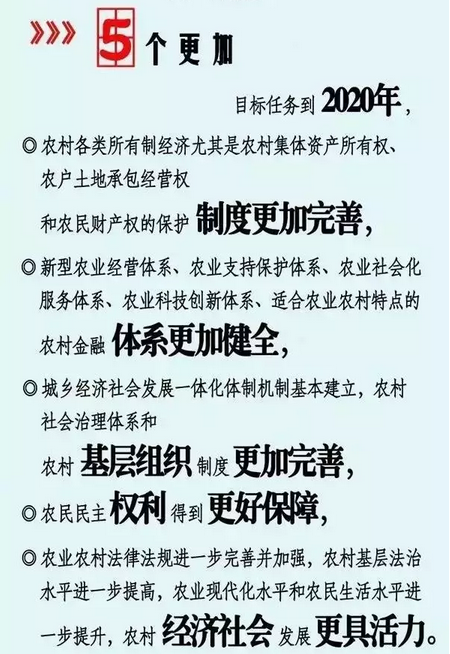 》》》 5个更加
目标任务到2020年，
◎农村各类所有制经济尤其是农村集体资产所有权、
农户土地承包经营权
和农民财产权的保护 制度更加完善，
◎新型农业经营体系、农业支持保护体系、农业社会化
服务体系、农业科技创新体系、适合农业农村特点的
农村金融 体系更加健全，
◎城乡经济社会发展一体化体制机制基本建立，农村
社会治理体系和
农村 基层组织 制度 更加完善，
◎农民民主 权利 得到 更好保障，
◎农业农村法律法规进一步完善并加强，农村基层法治
水平进一步提高，农业现代化水平和农民生活水平进
一步提升，农村 经济社会 发展 更具活力。